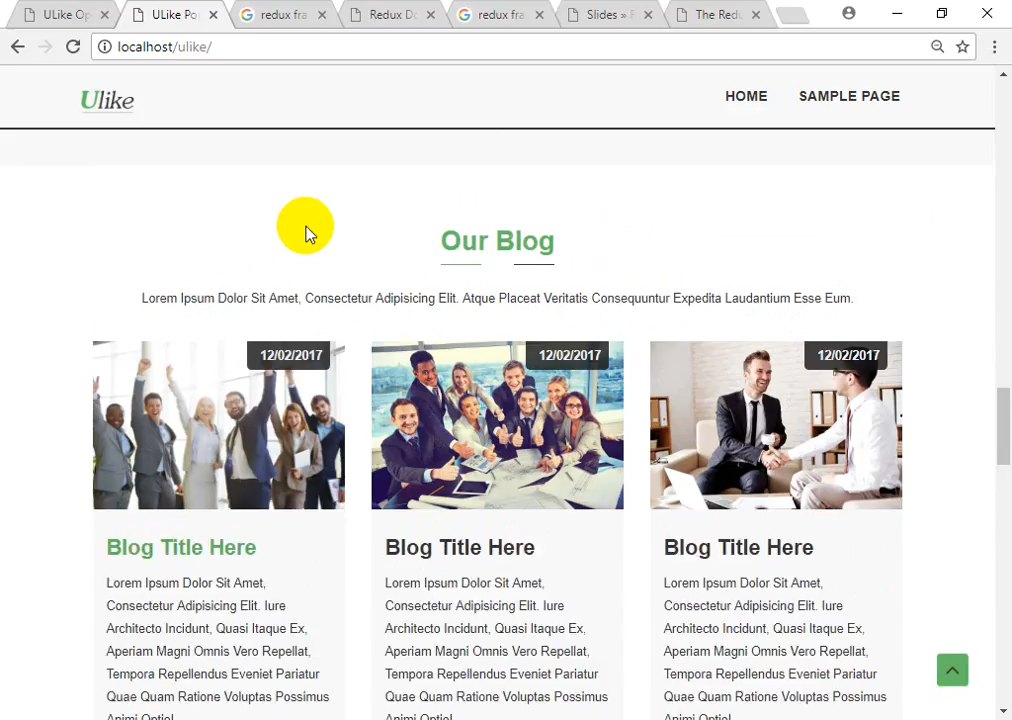 ULike Op
ULike Po
redux fra
Redux Do
redux fra
Slides » F
The Redu
localhost/ulike/
Ulike
HOME
SAMPLE PAGE
Our Blog
Lorem Ipsum Dolor Sit Amet, Consectetur Adipisicing Elit. Atque Placeat Veritatis Consequuntur Expedita Laudantium Esse Eum.
12/02/2017
12/02/2017
12/02/2017
Blog Title Here
Lorem Ipsum Dolor Sit Amet,
Consectetur Adipisicing Elit. Iure
Architecto Incidunt, Quasi Itaque Ex,
Aperiam Magni Omnis Vero Repellat,
Tempora Repellendus Eveniet Pariatur
Quae Quam Ratione Voluptas Possimus
Animi Optio!
Blog Title Here
Lorem Ipsum Dolor Sit Amet,
Consectetur Adipisicing Elit. Iure
Architecto Incidunt, Quasi Itaque Ex,
Aperiam Magni Omnis Vero Repellat,
Tempora Repellendus Eveniet Pariatur
Quae Quam Ratione Voluptas Possimus
Animi Optio!
Blog Title Here
Lorem Ipsum Dolor Sit Amet,
Consectetur Adipisicing Elit. Iure
Architecto Incidunt, Quasi Itaque Ex,
Aperiam Magni Omnis Vero Repellat,
Tempora Repellendus Eveniet Pariatur
Quae Quam Ratione Voluptas Possimus
Animi Optio!